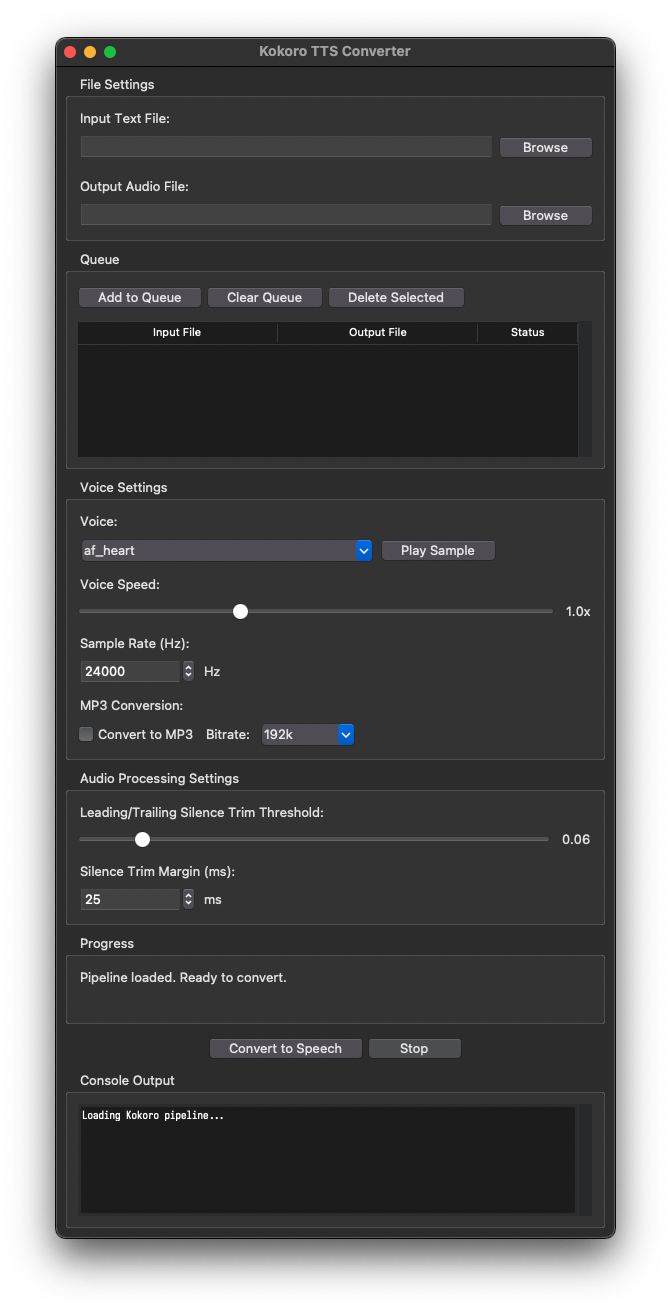 Kokoro TTS Converter
File Settings
Input Text File:
Browse
Output Audio File:
Browse
Queue
Add to Queue Clear Queue Delete Selected
Input File Output File Status
Voice Settings
Voice:
af_heart Play Sample
Voice Speed:
1.0x
Sample Rate (Hz):
24000 Hz
MP3 Conversion:
Convert to MP3 Bitrate: 192k
Audio Processing Settings
Leading/Trailing Silence Trim Threshold:
0.06
Silence Trim Margin (ms):
25 ms
Progress
Pipeline loaded. Ready to convert.
Convert to Speech Stop
Console Output
Loading Kokoro pipeline...